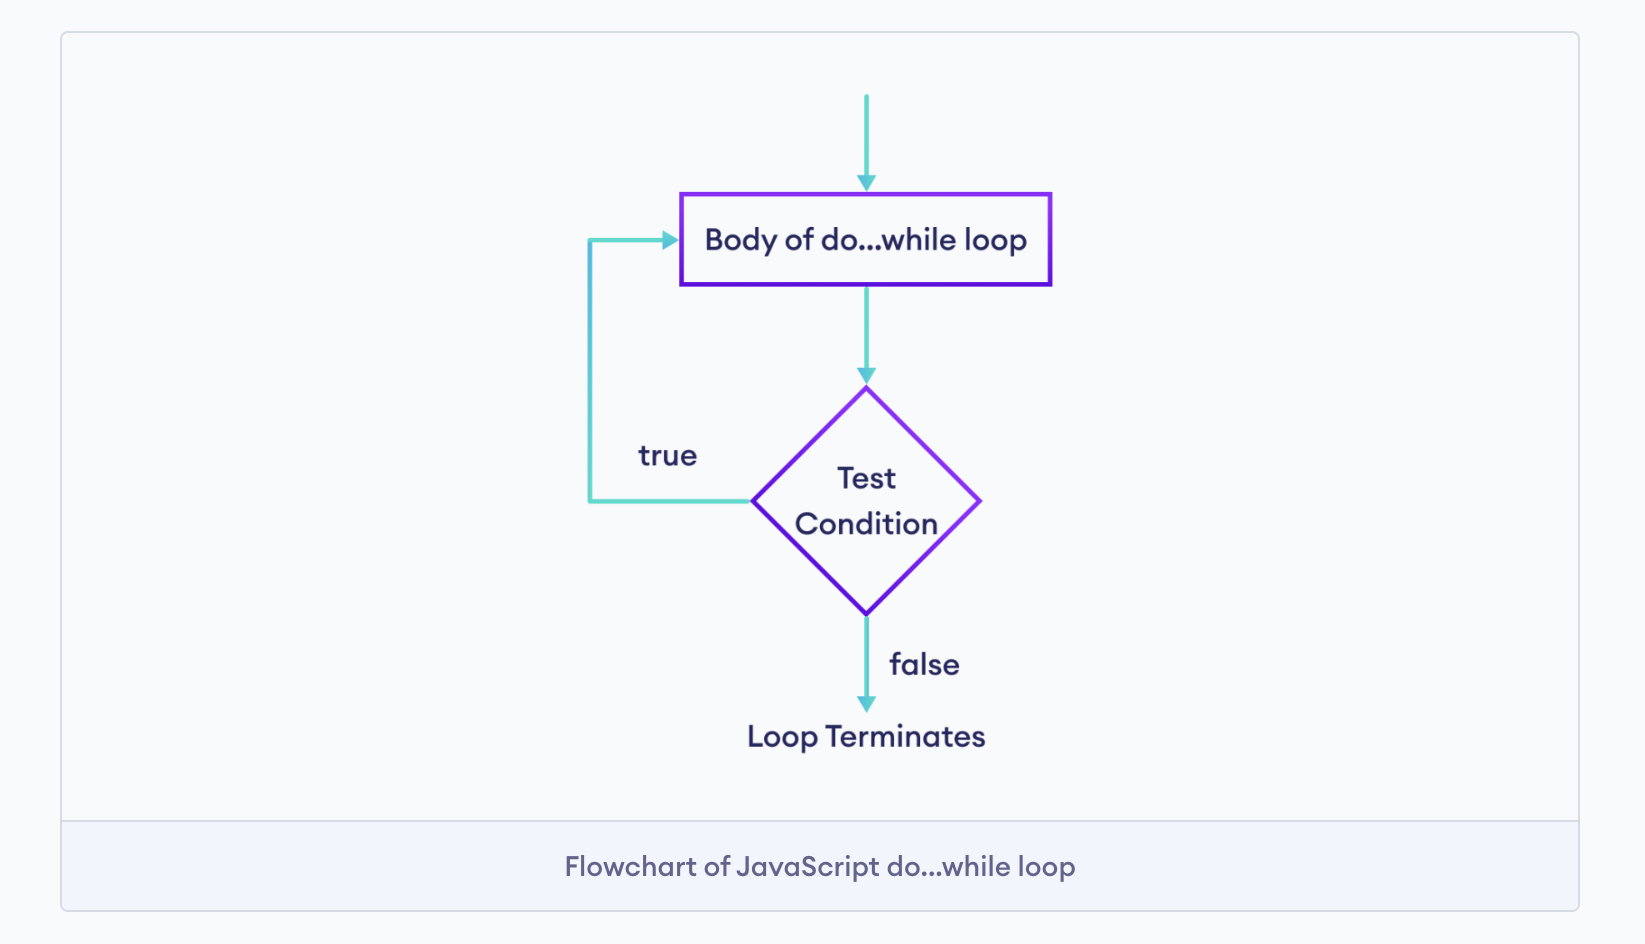 Body of do...while loop
true
Test
Condition
false
Loop Terminates
Flowchart of JavaScript do...while loop